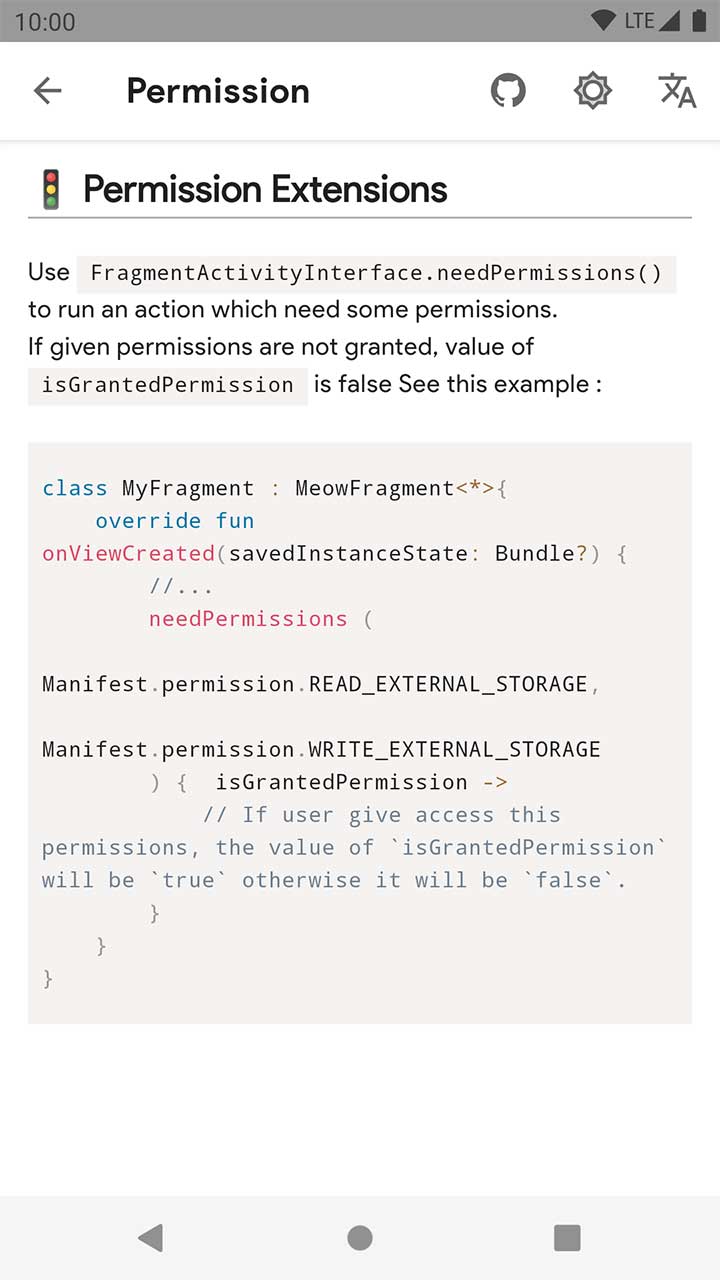 10:00 LTE
Permission
Permission Extensions
Use FragmentActivityInterface.needPermissions()
to run an action which need some permissions.
If given permissions are not granted, value of
isGrantedPermission is false See this example :
class MyFragment : MeowFragment<*>{
    override fun
onViewCreated(savedInstanceState: Bundle?) {
        //...
        needPermissions (
Manifest.permission.READ_EXTERNAL_STORAGE,
Manifest.permission.WRITE_EXTERNAL_STORAGE
        ) {  isGrantedPermission ->
            // If user give access this
permissions, the value of `isGrantedPermission`
will be `true` otherwise it will be `false`.
        }
    }
}